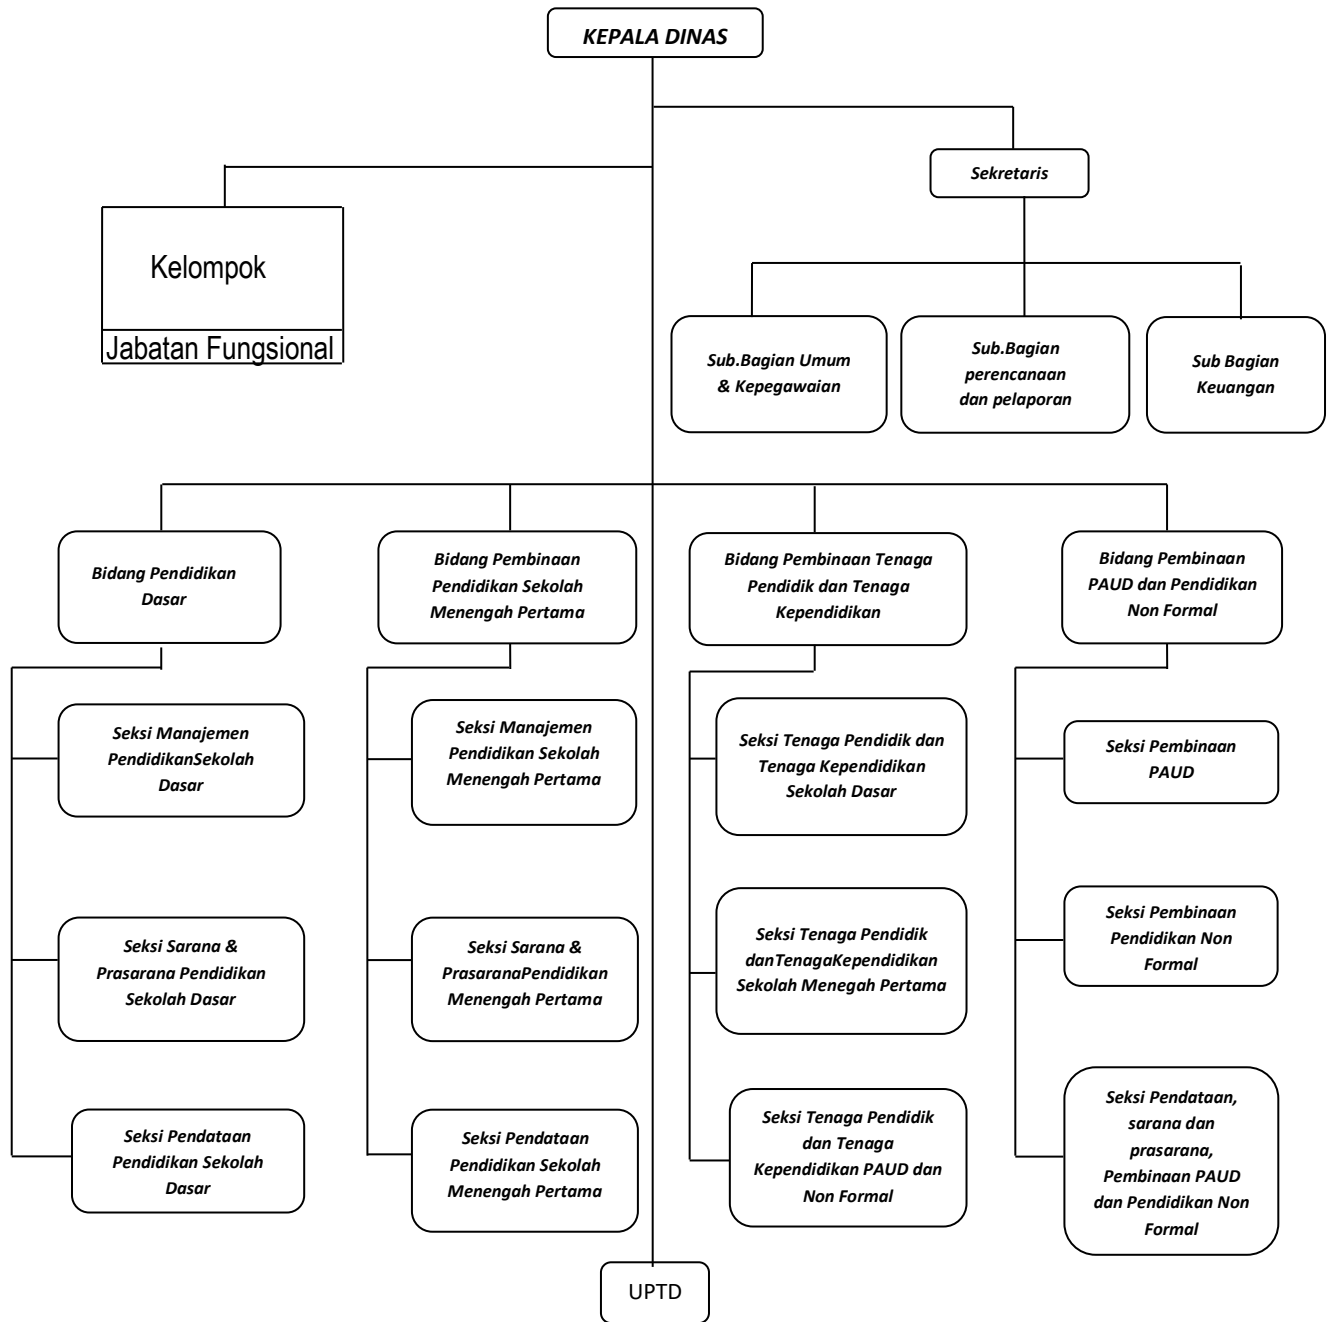 KEPALA DINAS
Sekretaris
Kelompok
Jabatan Fungsional
Sub.Bagian Umum
& Kepegawaian
Sub.Bagian
perencanaan
dan pelaporan
Sub Bagian
Keuangan
Bidang Pendidikan
Dasar
Bidang Pembinaan
Pendidikan Sekolah
Menengah Pertama
Bidang Pembinaan Tenaga
Pendidik dan Tenaga
Kependidikan
Bidang Pembinaan
PAUD dan Pendidikan
Non Formal
Seksi Manajemen
PendidikanSekolah
Dasar
Seksi Manajemen
Pendidikan Sekolah
Menengah Pertama
Seksi Tenaga Pendidik dan
Tenaga Kependidikan
Sekolah Dasar
Seksi Pembinaan
PAUD
Seksi Sarana &
Prasarana Pendidikan
Sekolah Dasar
Seksi Sarana &
PrasaranaPendidikan
Menengah Pertama
Seksi Tenaga Pendidik
danTenagaKependidikan
Sekolah Menegah Pertama
Seksi Pembinaan
Pendidikan Non
Formal
Seksi Pendataan
Pendidikan Sekolah
Dasar
Seksi Pendataan
Pendidikan Sekolah
Menengah Pertama
Seksi Tenaga Pendidik
dan Tenaga
Kependidikan PAUD dan
Non Formal
Seksi Pendataan,
sarana dan
prasarana,
Pembinaan PAUD
dan Pendidikan Non
Formal
UPTD